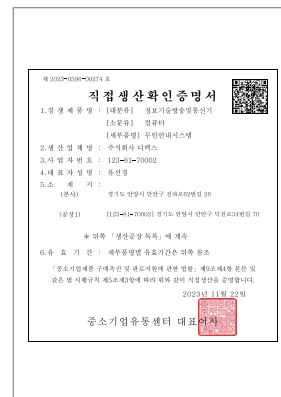 제 2023-0596-00274 호
직접생산확인증명서
1.경쟁제품명 : [대분류] 정보기술방송및통신기
[소분류] 컴퓨터
[세부품명] 무인안내시스템
2.생산업체명 : 주식회사 디랙스
3.사업자번호 : 123-81-70002
4.대표자성명 : 유선경
5.소 재 지 :
(본사) 경기도 안양시 만안구 전파로62번길 26
(공장1) [123-81-70002] 경기도 안양시 만안구 덕천로34번길 70
※ 뒤쪽 「생산공장 목록」에 계속
6.유 효 기 간 : 세부품명별 유효기간은 뒤쪽 참조
「중소기업제품 구매촉진 및 판로지원에 관한 법률」 제9조제4항 본문 및
같은 법 시행규칙 제5조제3항에 따라 위와 같이 직접생산을 증명합니다.
2023년 11월 22일
중소기업유통센터 대표이사